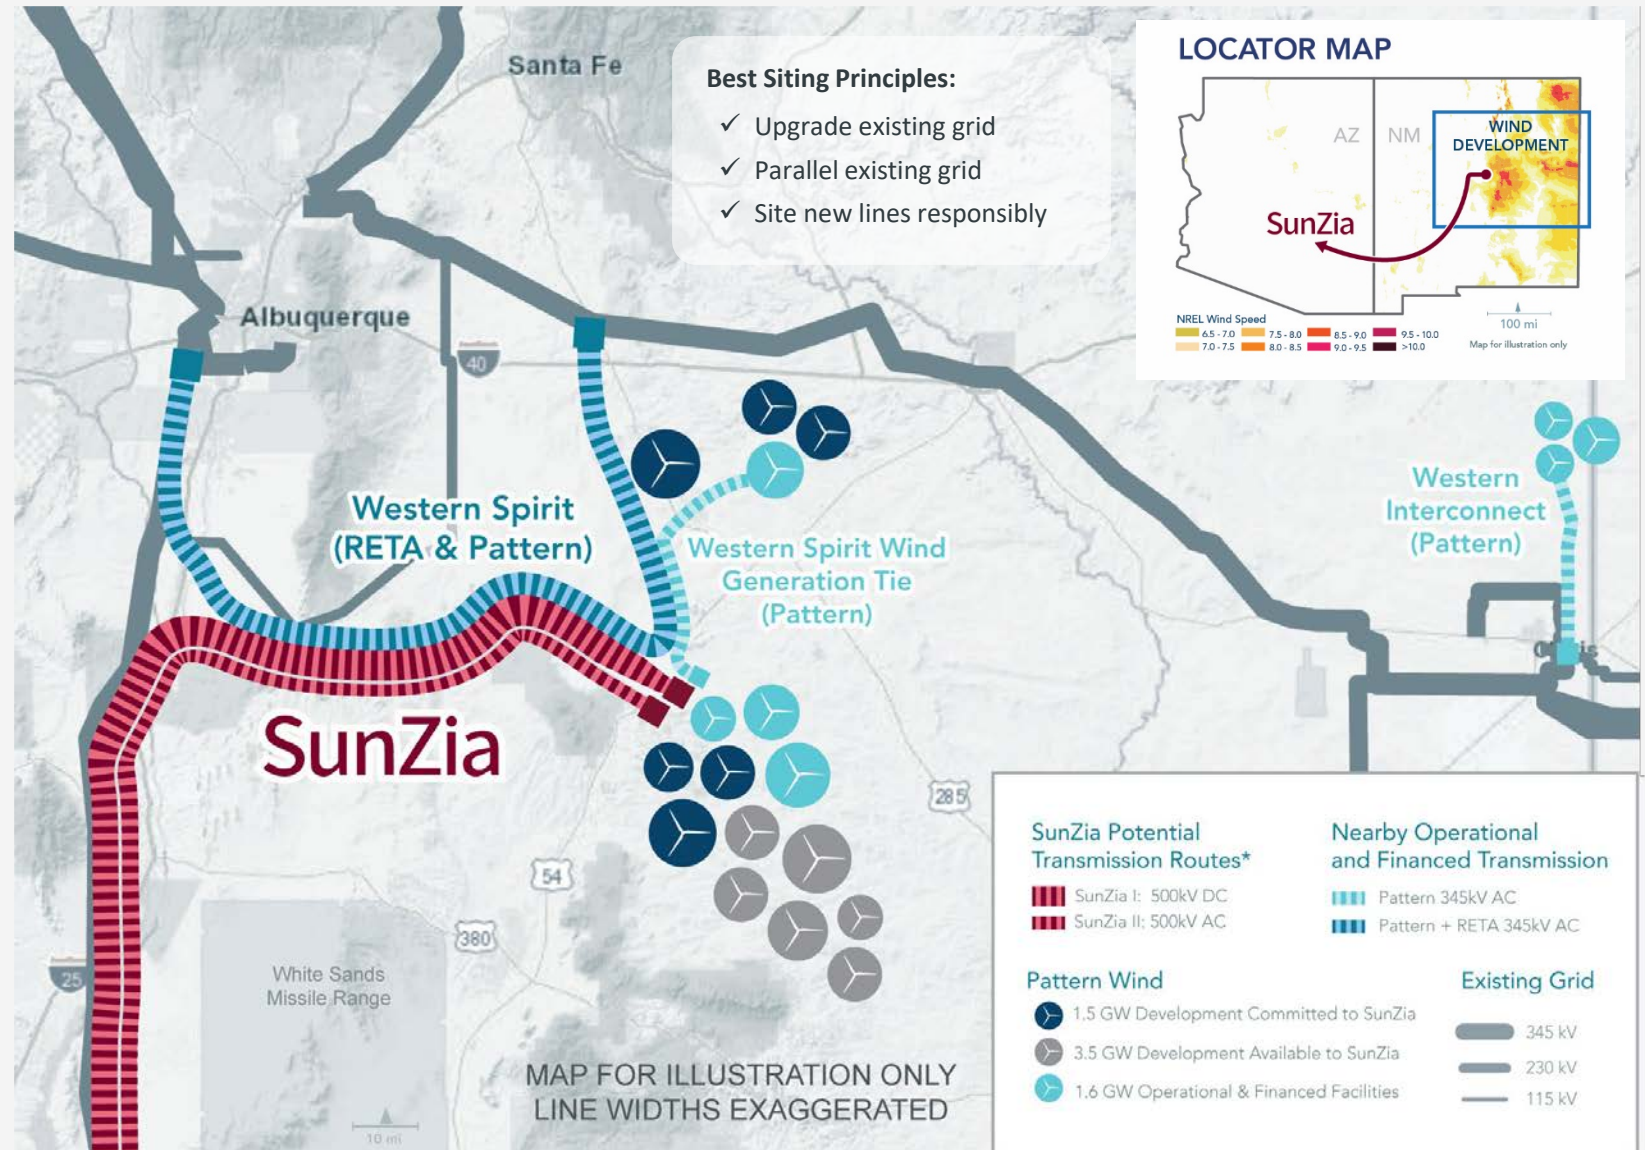 Santa Fe
Best Siting Principles:
✓ Upgrade existing grid
✓ Parallel existing grid
✓ Site new lines responsibly
LOCATOR MAP
AZ
NM
WIND
DEVELOPMENT
SunZia
NREL Wind Speed
6.5 - 7.0
7.5 - 8.0
8.5 - 9.0
9.5 - 10.0
7.0 - 7.5
8.0 - 8.5
9.0 - 9.5
>10.0
100 mi
Map for illustration only
Albuquerque
40
Western Spirit
(RETA & Pattern)
Western Spirit Wind
Generation Tie
(Pattern)
Western
Interconnect
(Pattern)
SunZia
285
54
380
25
White Sands
Missile Range
10 mi
MAP FOR ILLUSTRATION ONLY
LINE WIDTHS EXAGGERATED
SunZia Potential
Transmission Routes*
SunZia I: 500kV DC
SunZia II: 500kV AC
Nearby Operational
and Financed Transmission
Pattern 345kV AC
Pattern + RETA 345kV AC
Pattern Wind
1.5 GW Development Committed to SunZia
3.5 GW Development Available to SunZia
1.6 GW Operational & Financed Facilities
Existing Grid
345 kV
230 kV
115 kV